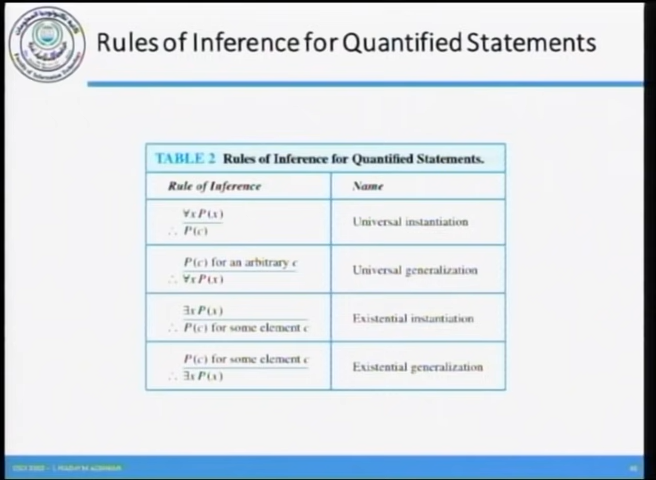 Rules of Inference for Quantified Statements
TABLE 2 Rules of Inference for Quantified Statements.
Rule of Inference Name
∀x P(x)
∴ P(c)
Universal instantiation
P(c) for an arbitrary c
∴ ∀x P(x)
Universal generalization
∃x P(x)
∴ P(c) for some element c
Existential instantiation
P(c) for some element c
∴ ∃x P(x)
Existential generalization